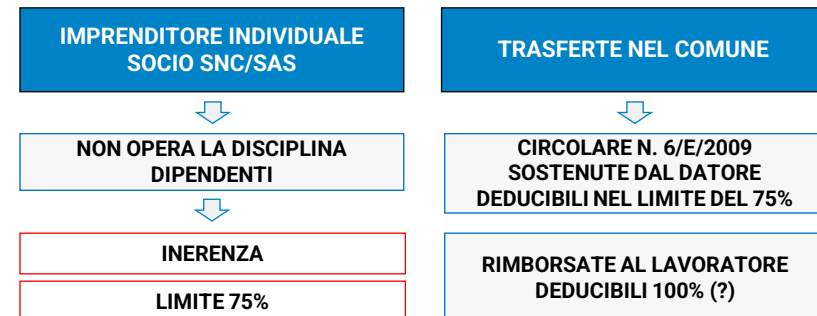 IMPRENDITORE INDIVIDUALE
SOCIO SNC/SAS
NON OPERA LA DISCIPLINA
DIPENDENTI
INERENZA
LIMITE 75%
TRASFERTE NEL COMUNE
CIRCOLARE N. 6/E/2009
SOSTENUTE DAL DATORE
DEDUCIBILI NEL LIMITE DEL 75%
RIMBORSATE AL LAVORATORE
DEDUCIBILI 100% (?)